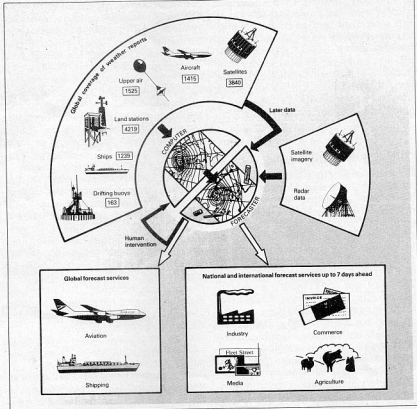 Global coverage of weather reports
Upper air
1525
Aircraft
1415
Satellites
3840
Land stations
4219
Ships 1239
Drifting buoys
163
COMPUTER
FORECASTER
Later data
Satellite
imagery
Radar
data
Human
intervention
Global forecast services
Aviation
Shipping
National and international forecast services up to 7 days ahead
Industry
INVOICE
Commerce
Fleet Street
Media
Agriculture